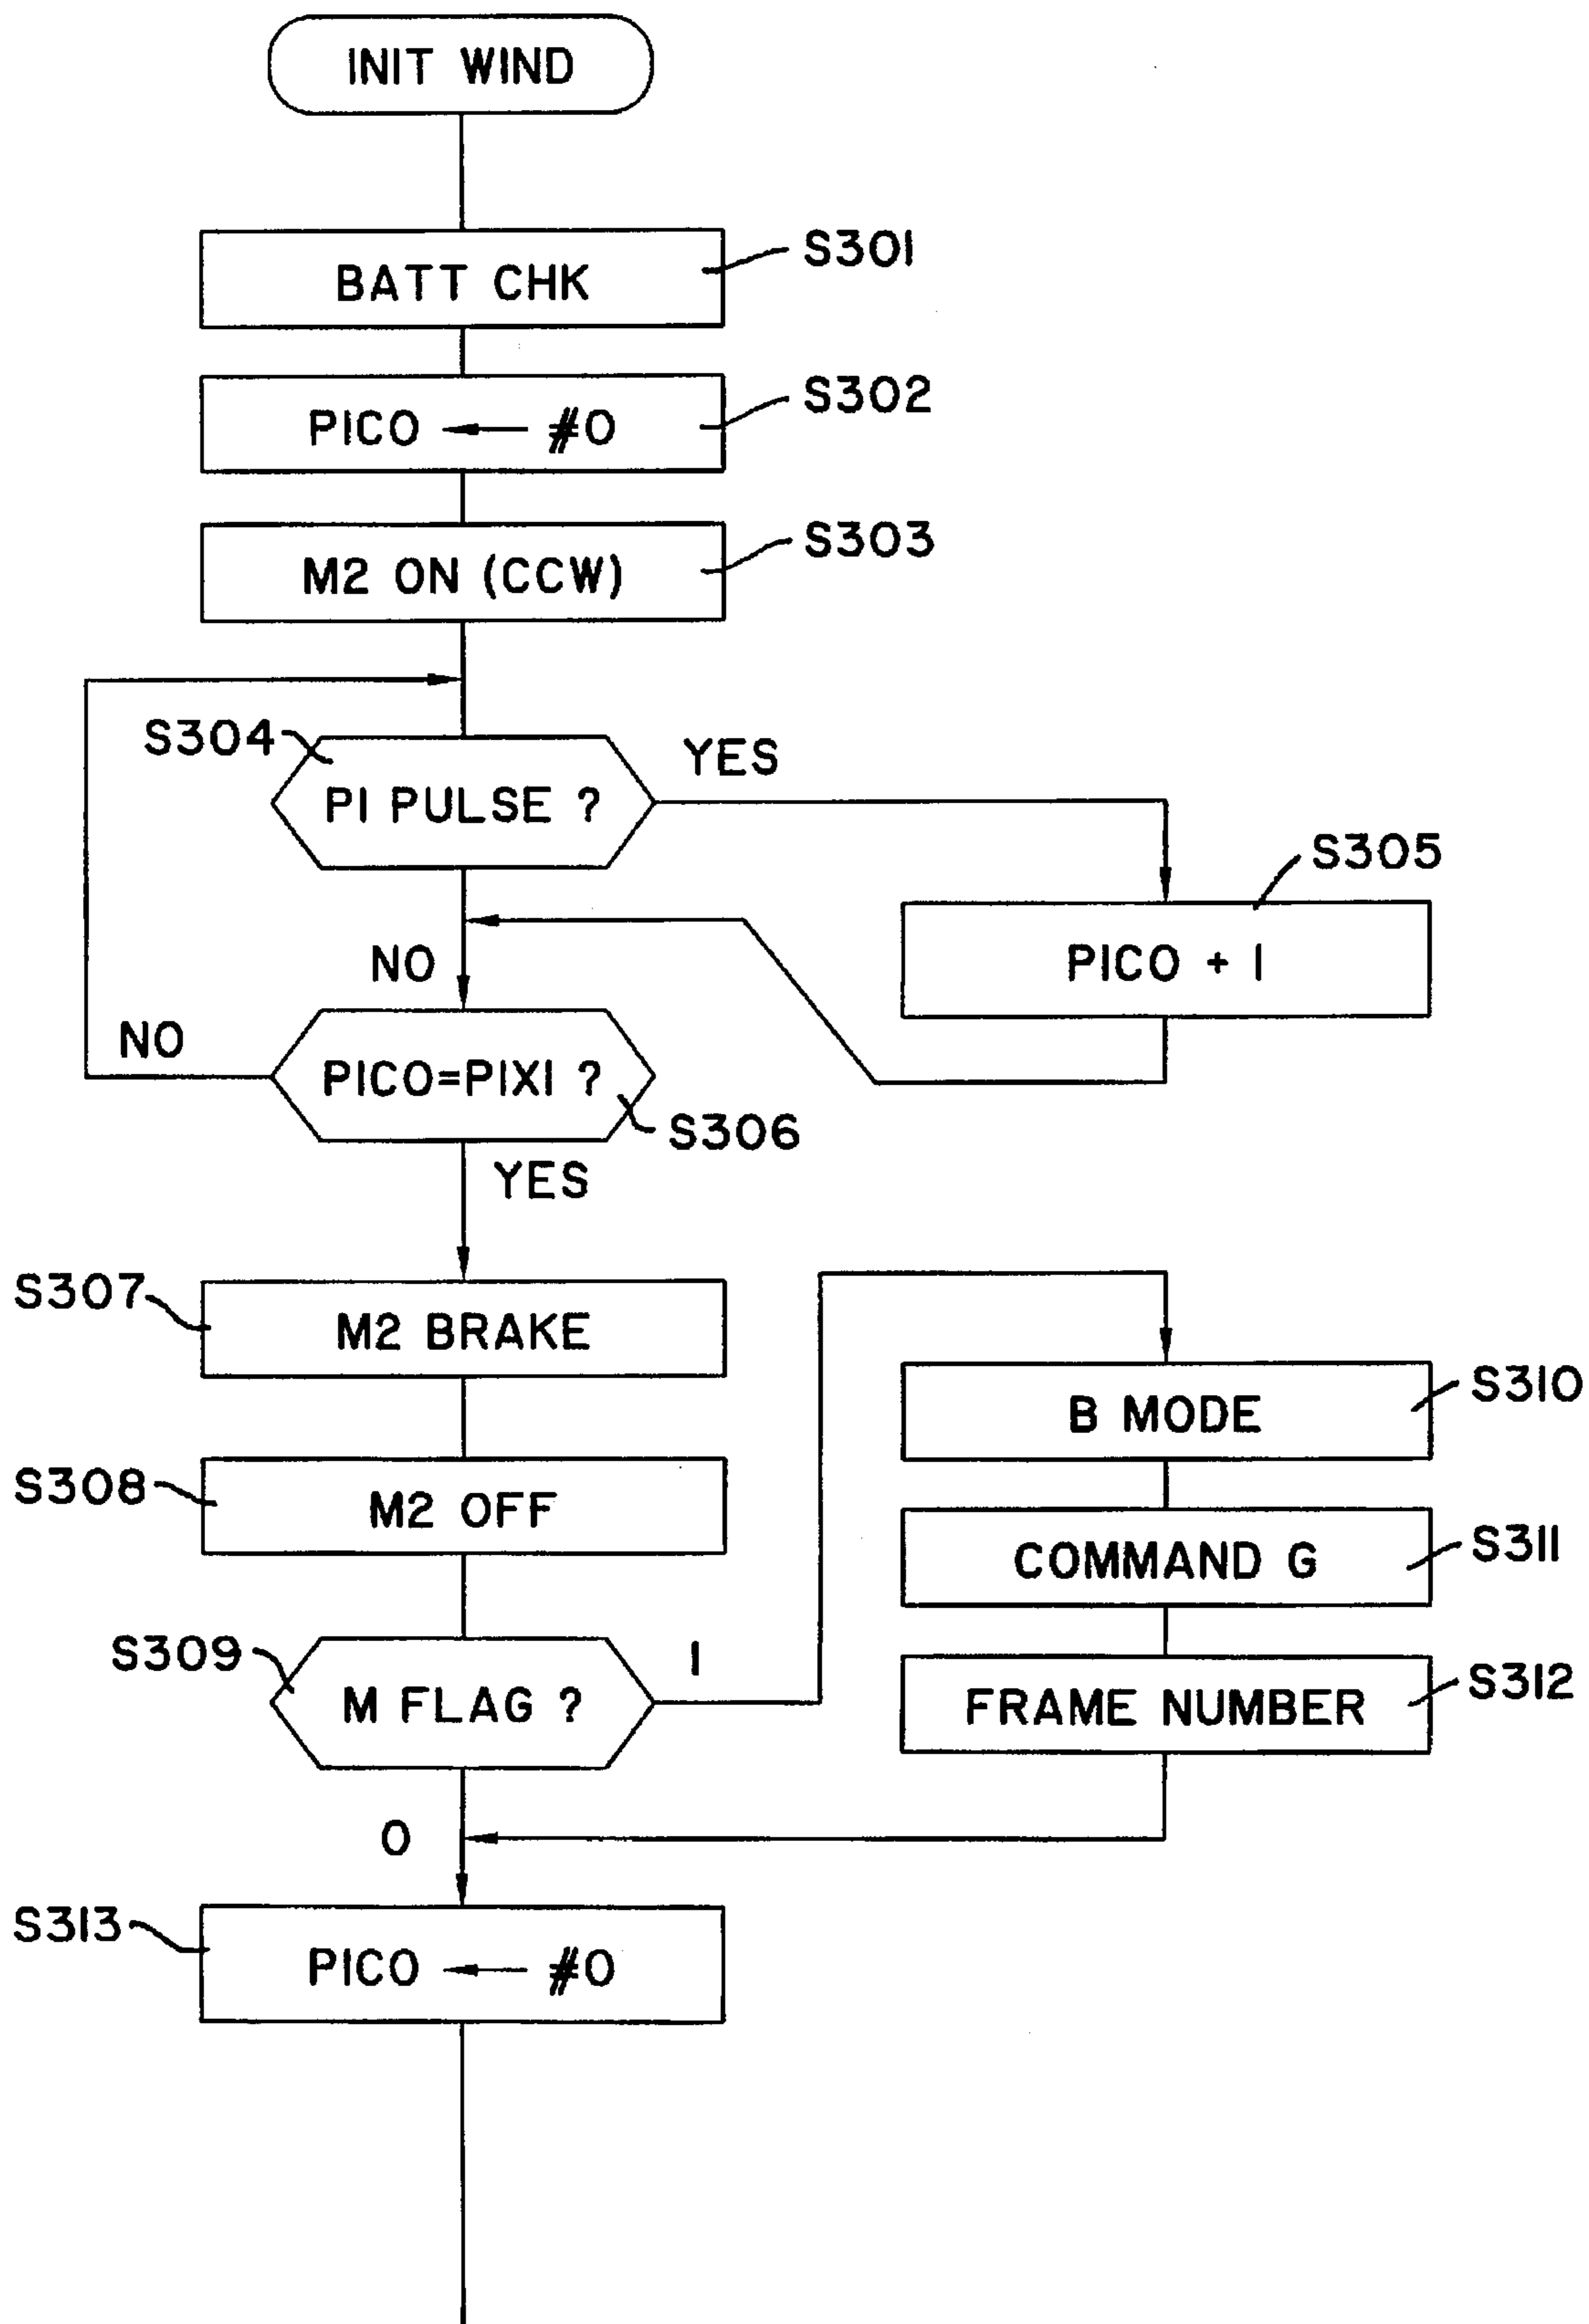 INIT WIND
BATT CHK
S301
PICO ← #0
S302
M2 ON (CCW)
S303
S304
PI PULSE ?
YES
S305
PICO + 1
NO
NO
PICO=PIXI ?
S306
YES
S307
M2 BRAKE
S310
B MODE
S308
M2 OFF
S311
COMMAND G
S309
M FLAG ?
1
S312
FRAME NUMBER
0
S313
PICO ← #0